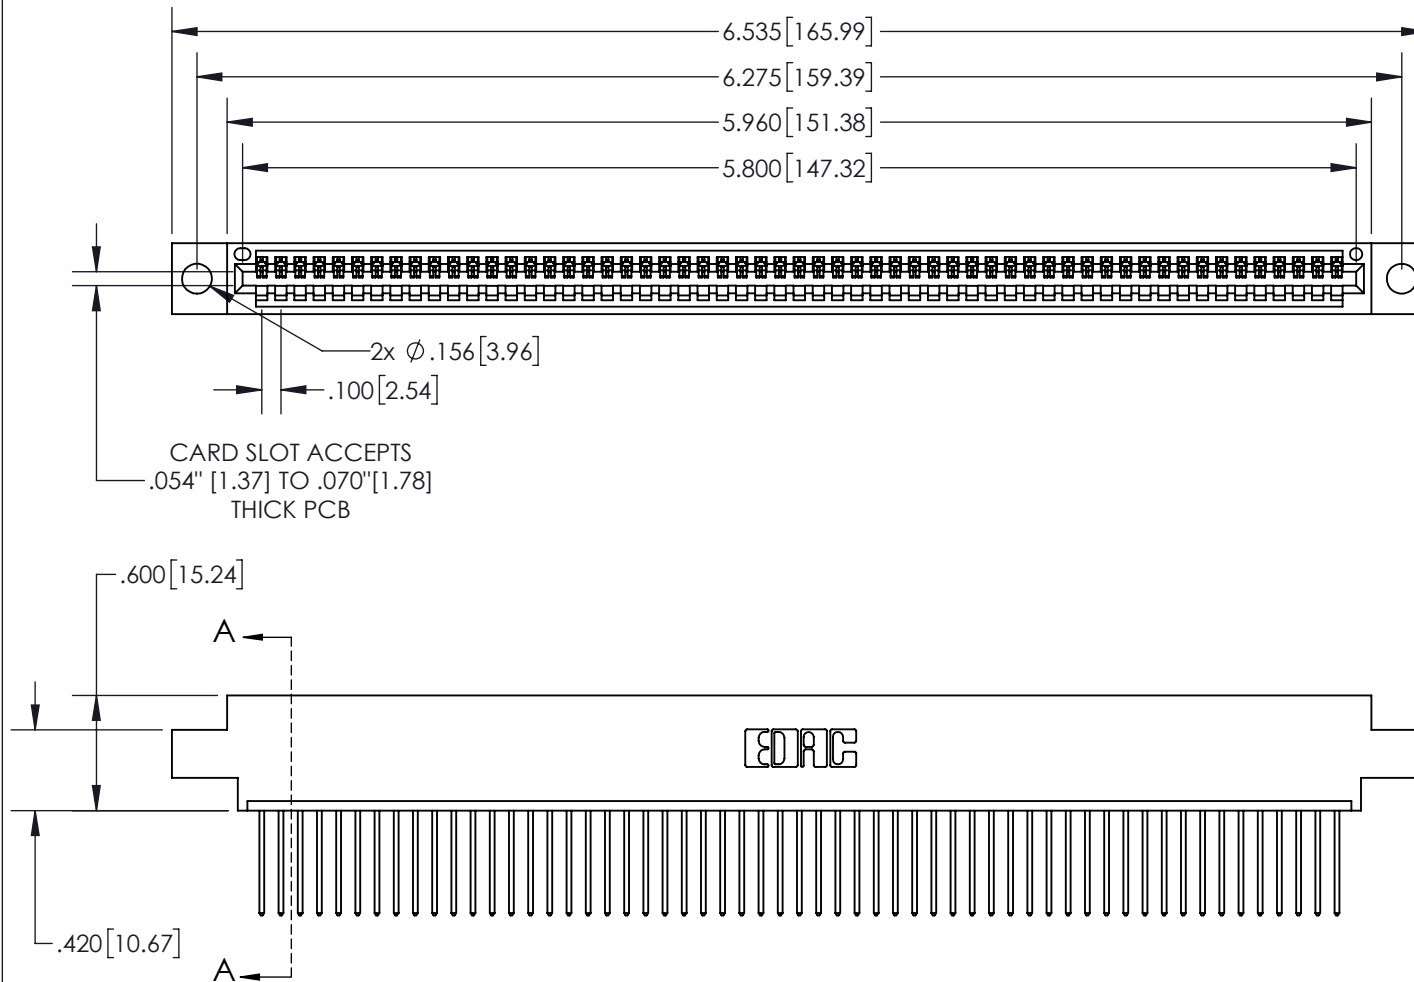 6.535[165.99]
6.275[159.39]
5.960[151.38]
5.800[147.32]
2x Ø.156[3.96]
.100[2.54]
CARD SLOT ACCEPTS
.054" [1.37] TO .070"[1.78]
THICK PCB
.600[15.24]
A
EDAC
.420[10.67]
A